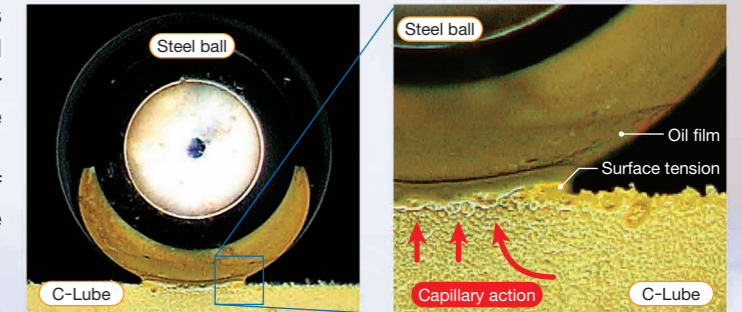 Steel ball
C-Lube
Steel ball
Oil film
Surface tension
Capillary action
C-Lube